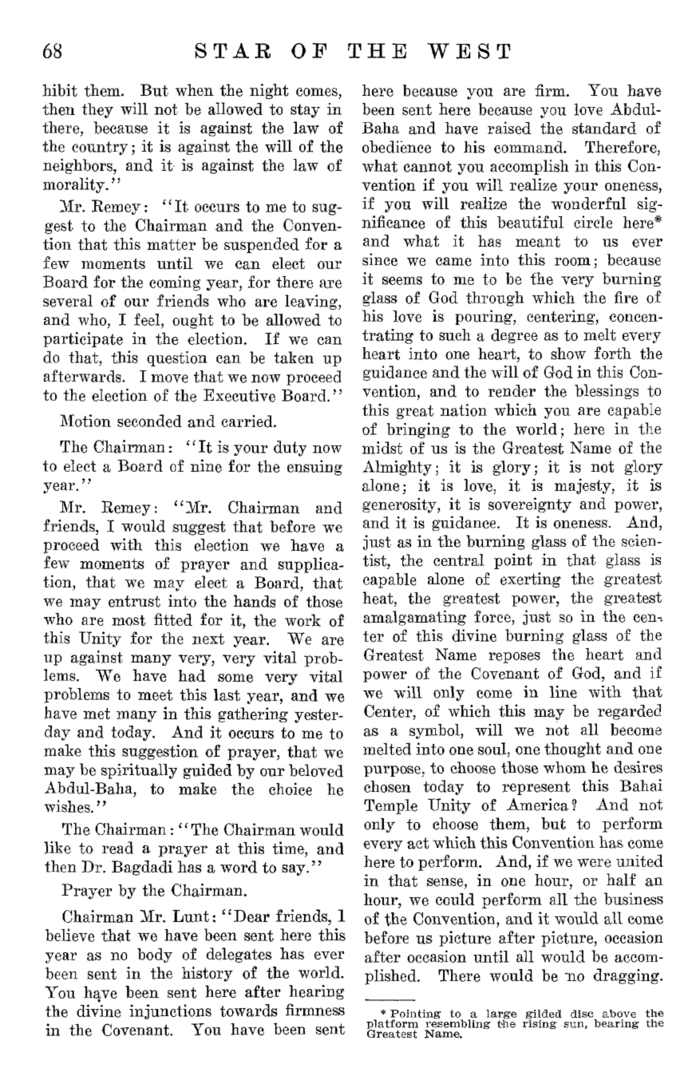 68 STAR OF THE WEST
hibit them. But when the night comes,
then they will not be allowed to stay in
there, because it is against the law of
the country; it is against the will of the
neighbors, and it is against the law of
morality."
Mr. Remey: "It occurs to me to sug-
gest to the Chairman and the Conven-
tion that this matter be suspended for a
few moments until we can elect our
Board for the coming year, for there are
several of our friends who are leaving,
and who, I feel, ought to be allowed to
participate in the election. If we can
do that, this question can be taken up
afterwards. I move that we now proceed
to the election of the Executive Board."
Motion seconded and carried.
The Chairman: "It is your duty now
to elect a Board of nine for the ensuing
year."
Mr. Remey: "Mr. Chairman and
friends, I would suggest that before we
proceed with this election we have a
few moments of prayer and supplica-
tion, that we may elect a Board, that
we may entrust into the hands of those
who are most fitted for it, the work of
this Unity for the next year. We are
up against many very, very vital prob-
lems. We have had some very vital
problems to meet this last year, and we
have met many in this gathering yester-
day and today. And it occurs to me to
make this suggestion of prayer, that we
may be spiritually guided by our beloved
Abdul-Baha, to make the choice he
wishes."
The Chairman: "The Chairman would
like to read a prayer at this time, and
then Dr. Bagdadi has a word to say."
Prayer by the Chairman.
Chairman Mr. Lunt: "Dear friends, I
believe that we have been sent here this
year as no body of delegates has ever
been sent in the history of the world.
You have been sent here after hearing
the divine injunctions towards firmness
in the Covenant. You have been sent
here because you are firm. You have
been sent here because you love Abdul-
Baha and have raised the standard of
obedience to his command. Therefore,
what cannot you accomplish in this Con-
vention if you will realize your oneness,
if you will realize the wonderful sig-
nificance of this beautiful circle here*
and what it has meant to us ever
since we came into this room; because
it seems to me to be the very burning
glass of God through which the fire of
his love is pouring, centering, concen-
trating to such a degree as to melt every
heart into one heart, to show forth the
guidance and the will of God in this Con-
vention, and to render the blessings to
this great nation which you are capable
of bringing to the world; here in the
midst of us is the Greatest Name of the
Almighty; it is glory; it is not glory
alone; it is love, it is majesty, it is
generosity, it is sovereignty and power,
and it is guidance. It is oneness. And,
just as in the burning glass of the scien-
tist, the central point in that glass is
capable alone of exerting the greatest
heat, the greatest power, the greatest
amalgamating force, just so in the cen-
ter of this divine burning glass of the
Greatest Name reposes the heart and
power of the Covenant of God, and if
we will only come in line with that
Center, of which this may be regarded
as a symbol, will we not all become
melted into one soul, one thought and one
purpose, to choose those whom he desires
chosen today to represent this Bahai
Temple Unity of America? And not
only to choose them, but to perform
every act which this Convention has come
here to perform. And, if we were united
in that sense, in one hour, or half an
hour, we could perform all the business
of the Convention, and it would all come
before us picture after picture, occasion
after occasion until all would be accom-
plished. There would be no dragging.
* Pointing to a large gilded disc above the
platform resembling the rising sun, bearing the
Greatest Name.